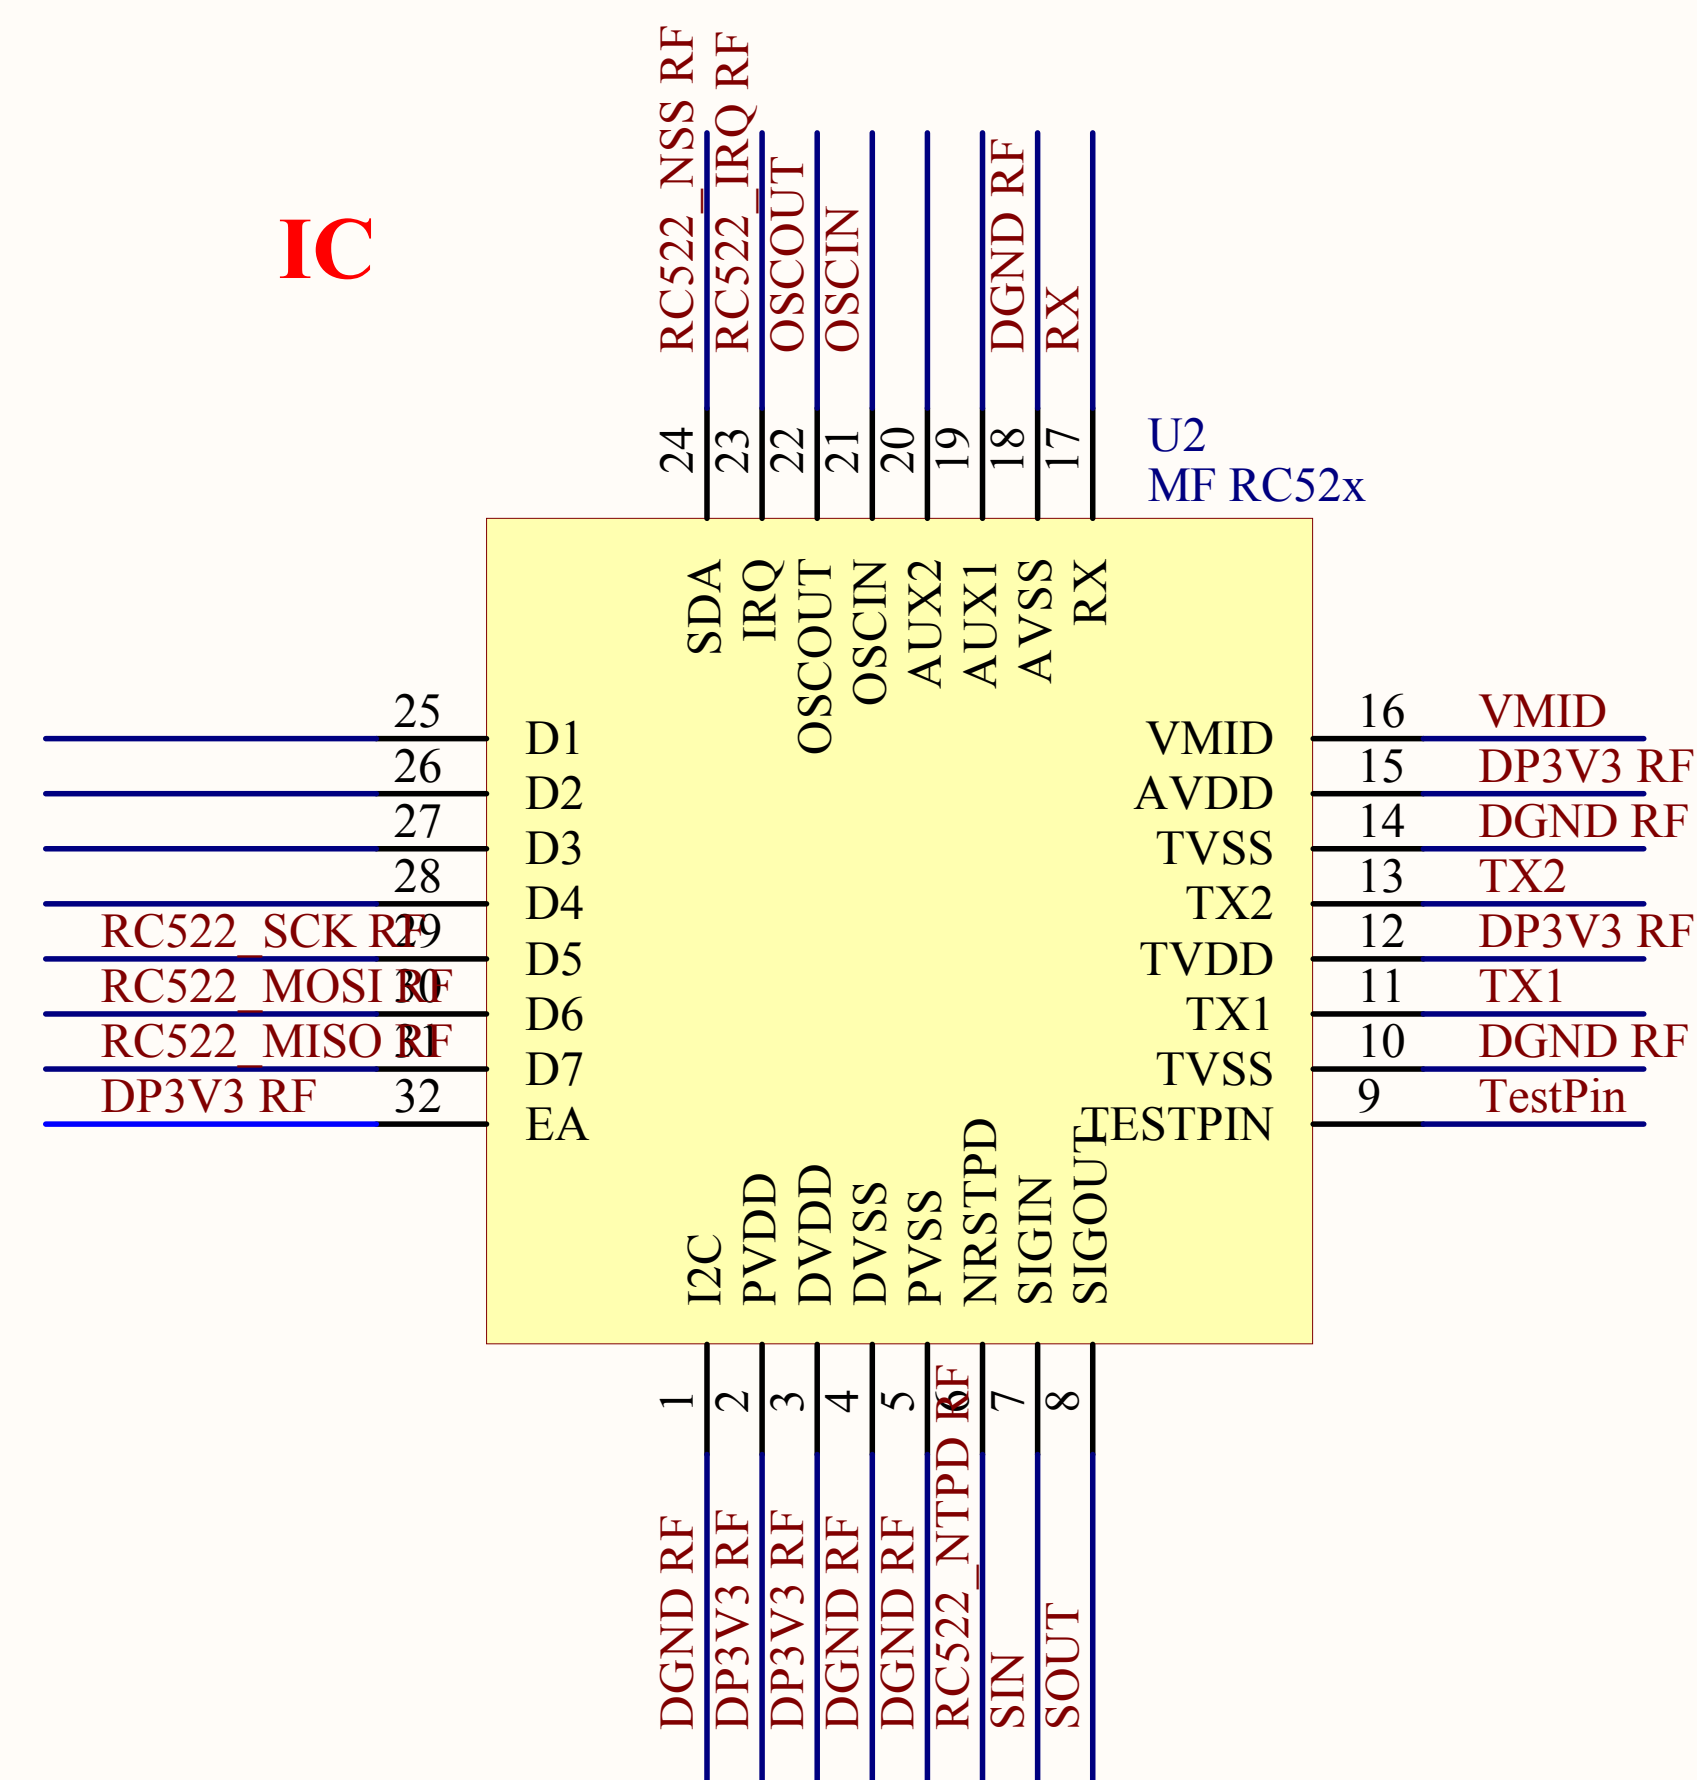 RC522_NSS RF
RC522_IRQ RF
OSCOUT
OSCIN
DGND RF
RX
IC
24
23
22
21
20
19
18
17
U2
MF RC52x
SDA
IRQ
OSCOUT
OSCIN
AUX2
AUX1
AVSS
RX
25 D1
26 D2
27 D3
28 D4
RC522_SCK RF 29 D5
RC522_MOSI RF 30 D6
RC522_MISO RF 31 D7
DP3V3 RF 32 EA
VMID 16 VMID
AVDD 15 DP3V3 RF
TVSS 14 DGND RF
TX2 13 TX2
TVDD 12 DP3V3 RF
TX1 11 TX1
TVSS 10 DGND RF
TESTPIN 9 TestPin
I2C
PVDD
DVDD
DVSS
PVSS
NRSTPD
SIGIN
SIGOUT
1
2
3
4
5
6
7
8
DGND RF
DP3V3 RF
DP3V3 RF
DGND RF
DGND RF
RC522_NTPD RF
SIN
SOUT